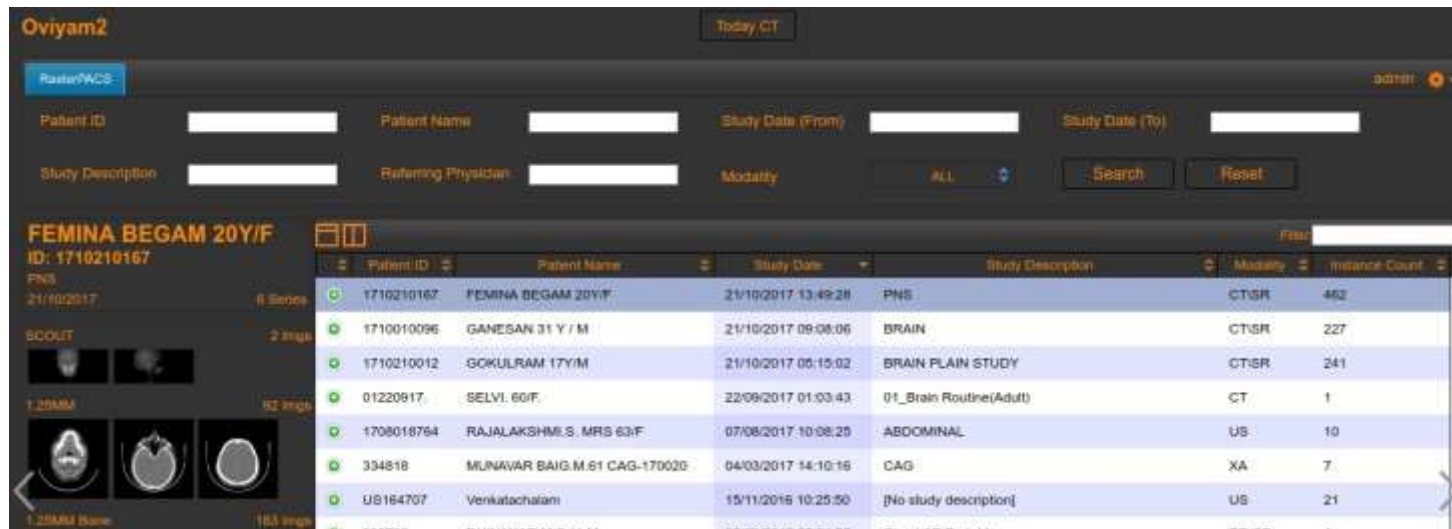 Oviyam2 Today CT
RasterPACS admin
Patient ID Patient Name Study Date (From) Study Date (To)
Study Description Referring Physician Modality ALL Search Reset
FEMINA BEGAM 20Y/F
ID: 1710210167
PNS
21/10/2017 6 Series
SCOUT 2 Imgs
1.25MM
1.25MM Bone
Filter
Patient ID Patient Name Study Date Study Description Modality Instance Count
1710210167 FEMINA BEGAM 20Y/F 21/10/2017 13:49:28 PNS CT\SR 462
1710010096 GANESAN 31 Y / M 21/10/2017 09:08:06 BRAIN CT\SR 227
1710210012 GOKULRAM 17Y/M 21/10/2017 05:15:02 BRAIN PLAIN STUDY CT\SR 241
01220917. SELVI. 60/F. 22/09/2017 01:03:43 01_Brain Routine(Adult) CT 1
1708018764 RAJALAKSHMI.S. MRS 63/F 07/08/2017 10:08:25 ABDOMINAL US 10
334818 MUNAVAR BAIG.M.61 CAG-170020 04/03/2017 14:10:16 CAG XA 7
US164707 Venkatachalam 15/11/2016 10:25:50 [No study description] US 21